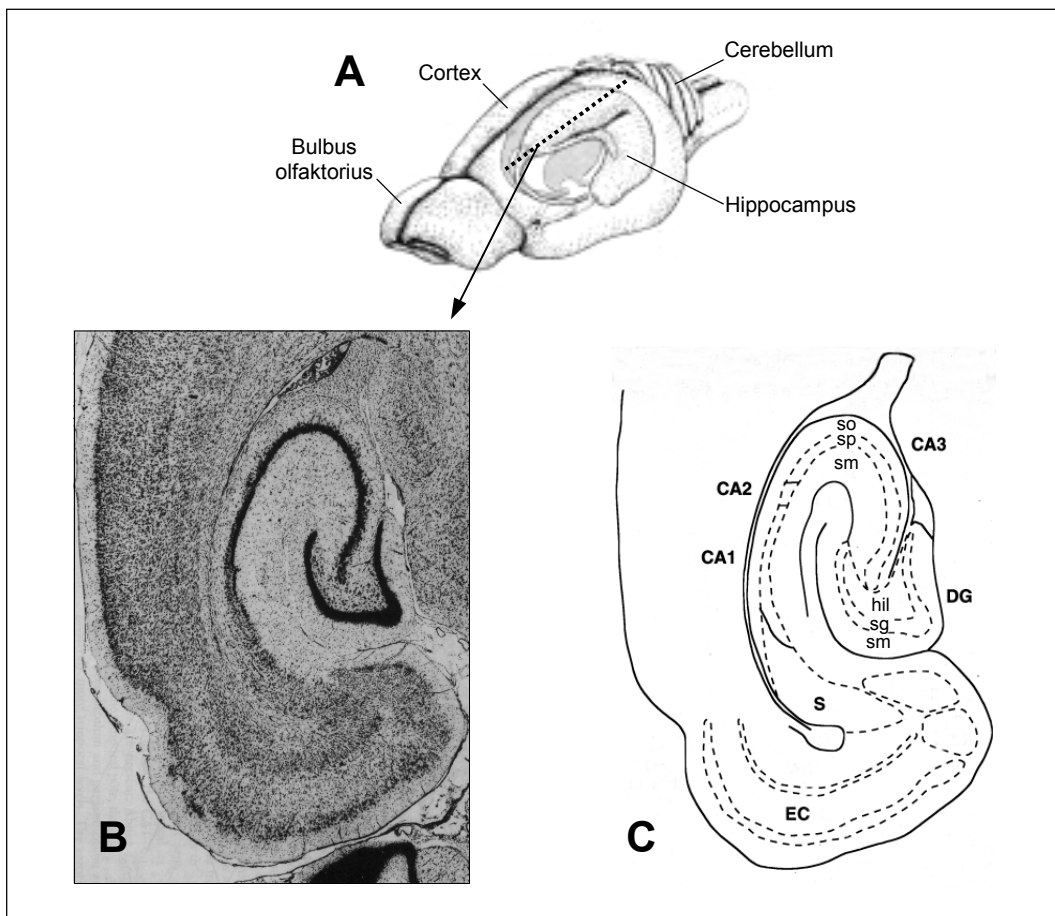 A
Cortex
Cerebellum
Bulbus
olfaktorius
Hippocampus
B
so
sp
sm
CA3
CA2
CA1
hil
sg
sm
DG
S
EC
C